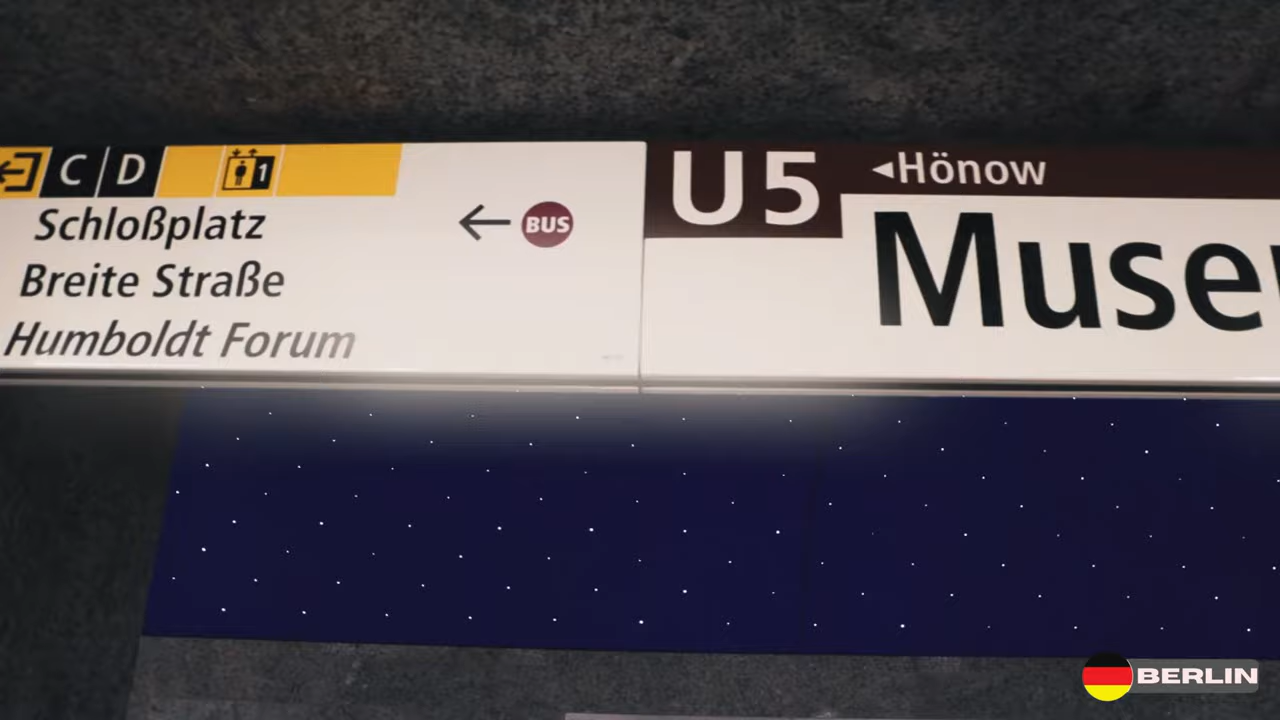 C D 1
Schloßplatz
BUS
Breite Straße
Humboldt Forum
U5
Hönow
Muse
BERLIN